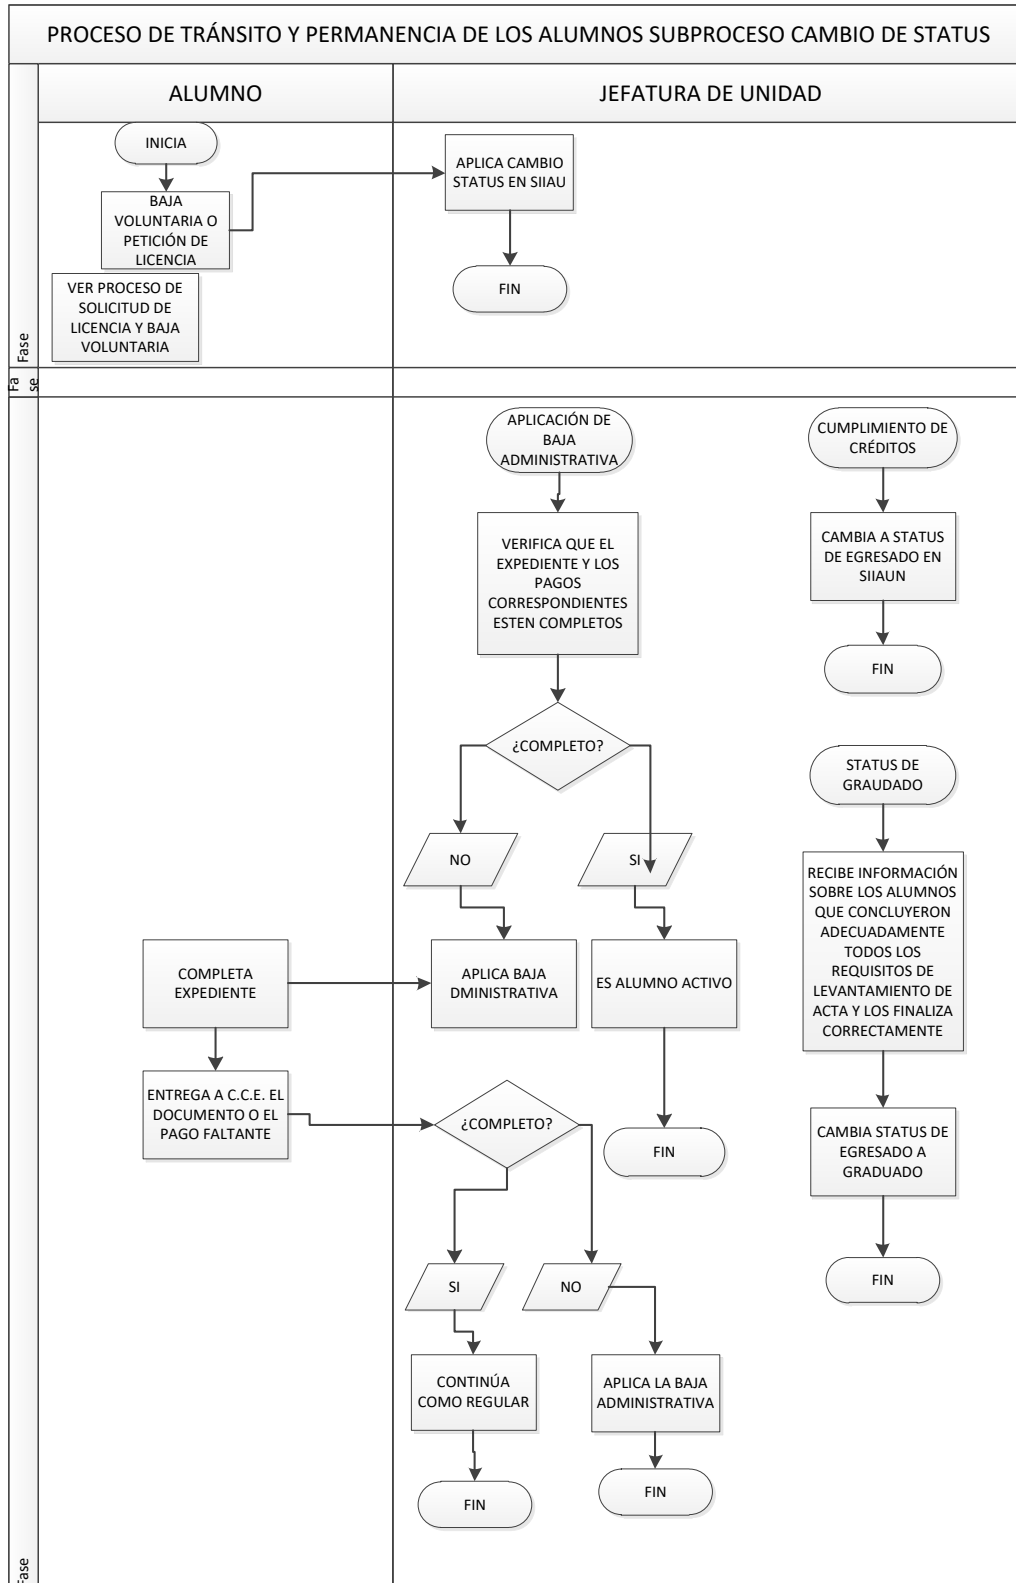 PROCESO DE TRÁNSITO Y PERMANENCIA DE LOS ALUMNOS SUBPROCESO CAMBIO DE STATUS
ALUMNO
JEFATURA DE UNIDAD
INICIA
BAJA
VOLUNTARIA O
PETICIÓN DE
LICENCIA
VER PROCESO DE
SOLICITUD DE
LICENCIA Y BAJA
VOLUNTARIA
APLICA CAMBIO
STATUS EN SIIAU
FIN
Fase
Fa
se
APLICACIÓN DE
BAJA
ADMINISTRATIVA
VERIFICA QUE EL
EXPEDIENTE Y LOS
PAGOS
CORRESPONDIENTES
ESTEN COMPLETOS
¿COMPLETO?
NO
SI
COMPLETA
EXPEDIENTE
APLICA BAJA
DMINISTRATIVA
ES ALUMNO ACTIVO
ENTREGA A C.C.E. EL
DOCUMENTO O EL
PAGO FALTANTE
¿COMPLETO?
FIN
SI
NO
CONTINÚA
COMO REGULAR
APLICA LA BAJA
ADMINISTRATIVA
FIN
FIN
CUMPLIMIENTO DE
CRÉDITOS
CAMBIA A STATUS
DE EGRESADO EN
SIIAUN
FIN
STATUS DE
GRAUDADO
RECIBE INFORMACIÓN
SOBRE LOS ALUMNOS
QUE CONCLUYERON
ADECUADAMENTE
TODOS LOS
REQUISITOS DE
LEVANTAMIENTO DE
ACTA Y LOS FINALIZA
CORRECTAMENTE
CAMBIA STATUS DE
EGRESADO A
GRADUADO
FIN
Fase